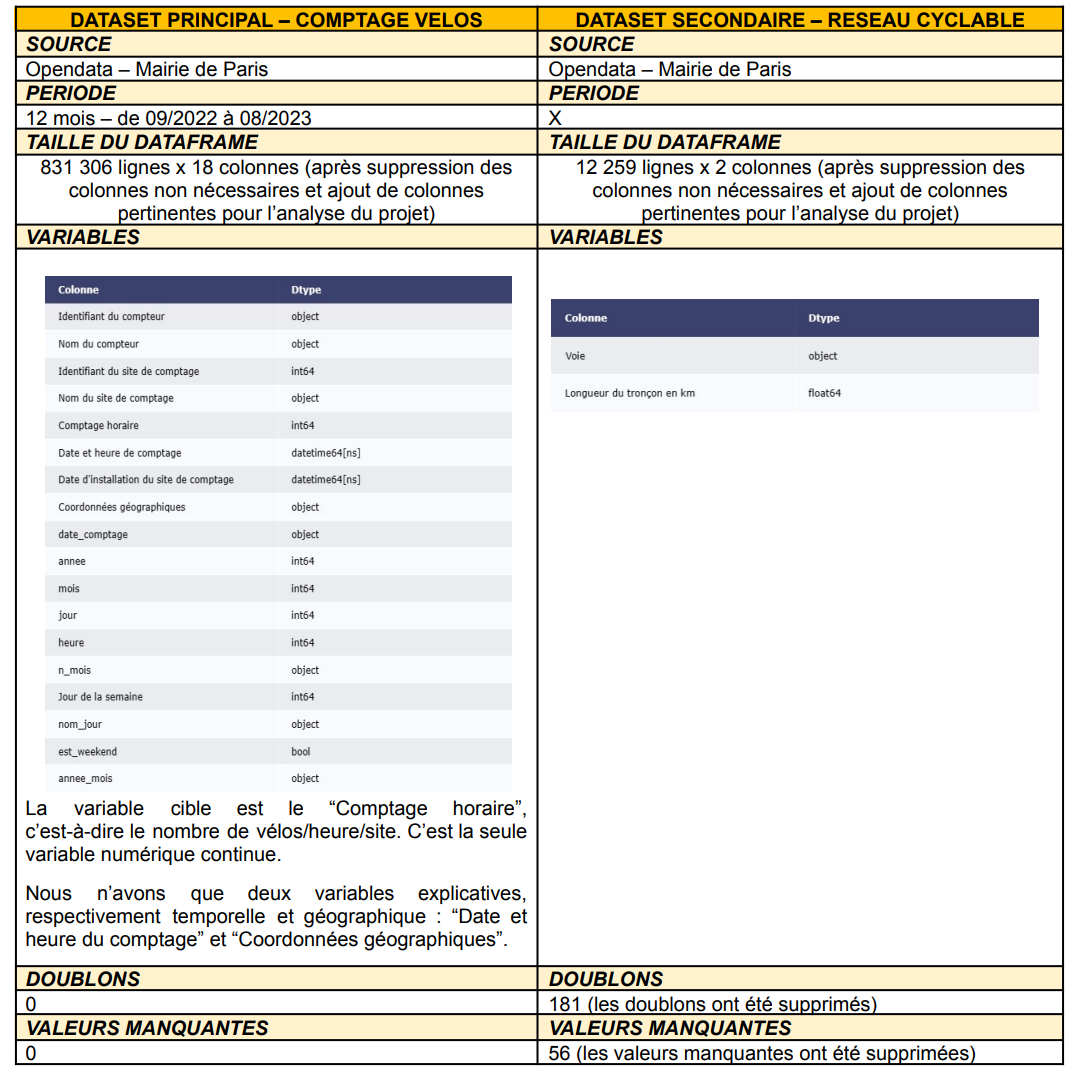 DATASET PRINCIPAL – COMPTAGE VELOS
SOURCE
Opendata – Mairie de Paris
PERIODE
12 mois – de 09/2022 à 08/2023
TAILLE DU DATAFRAME
831 306 lignes x 18 colonnes (après suppression des
colonnes non nécessaires et ajout de colonnes
pertinentes pour l’analyse du projet)
VARIABLES
Colonne Dtype
Identifiant du compteur object
Nom du compteur object
Identifiant du site de comptage int64
Nom du site de comptage object
Comptage horaire int64
Date et heure de comptage datetime64[ns]
Date d'installation du site de comptage datetime64[ns]
Coordonnées géographiques object
date_comptage object
annee int64
mois int64
jour int64
heure int64
n_mois object
Jour de la semaine int64
nom_jour object
est_weekend bool
annee_mois object
La variable cible est le “Comptage horaire”,
c’est-à-dire le nombre de vélos/heure/site. C’est la seule
variable numérique continue.
Nous n’avons que deux variables explicatives,
respectivement temporelle et géographique : “Date et
heure du comptage” et “Coordonnées géographiques”.
DOUBLONS
0
VALEURS MANQUANTES
0
DATASET SECONDAIRE – RESEAU CYCLABLE
SOURCE
Opendata – Mairie de Paris
PERIODE
X
TAILLE DU DATAFRAME
12 259 lignes x 2 colonnes (après suppression des
colonnes non nécessaires et ajout de colonnes
pertinentes pour l’analyse du projet)
VARIABLES
Colonne Dtype
Voie object
Longueur du tronçon en km float64
DOUBLONS
181 (les doublons ont été supprimés)
VALEURS MANQUANTES
56 (les valeurs manquantes ont été supprimées)